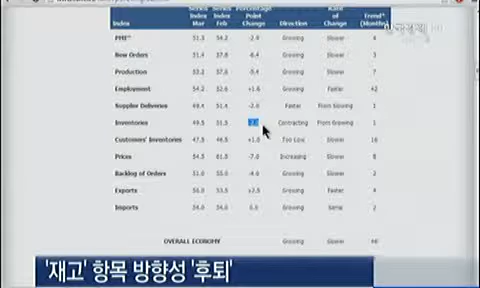 Series Series Percentage Rate
Index Index Point of Trend*
Index Mar Feb Change Direction Change (Months)
PMI™ 51.3 54.2 -2.9 Growing Slower 4
New Orders 51.4 57.8 -6.4 Growing Slower 3
Production 52.2 57.6 -5.4 Growing Slower 7
Employment 54.2 52.6 +1.6 Growing Faster 42
Supplier Deliveries 49.4 51.4 -2.0 Faster From Slowing 1
Inventories 49.5 51.5 Contracting From Growing 1
Customers' Inventories 47.5 46.5 +1.0 Too Low Slower 16
Prices 54.5 61.5 -7.0 Increasing Slower 8
Backlog of Orders 51.0 55.0 -4.0 Growing Slower 2
Exports 56.0 53.5 +2.5 Growing Faster 4
Imports 54.0 54.0 0.0 Growing Same 2
OVERALL ECONOMY Growing Slower
'재고' 항목 방향성 '후퇴'